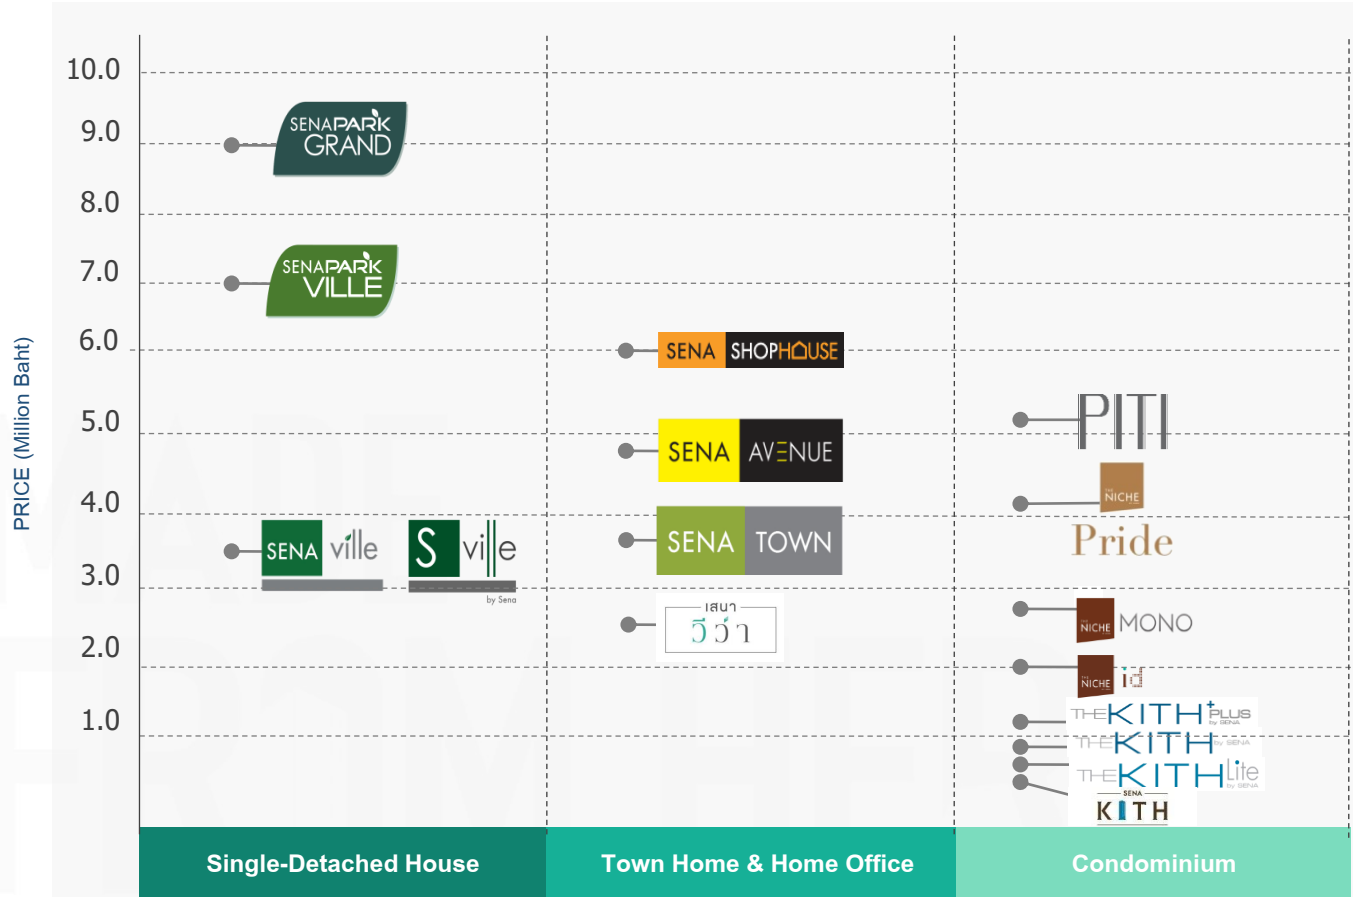 PRICE (Million Baht)
10.0
9.0
8.0
7.0
6.0
5.0
4.0
3.0
2.0
1.0
SENAPARK
GRAND
SENAPARK
VILLE
SENA ville
S ville
by Sena
SENA SHOPHOUSE
SENA AVENUE
SENA TOWN
เสนา
วีว่า
PITI
THE
NICHE
Pride
THE
NICHE MONO
THE
NICHE id
THE KITH +PLUS
by SENA
THE KITH by SENA
THE KITH Lite
by SENA
SENA
KITH
Single-Detached House
Town Home & Home Office
Condominium